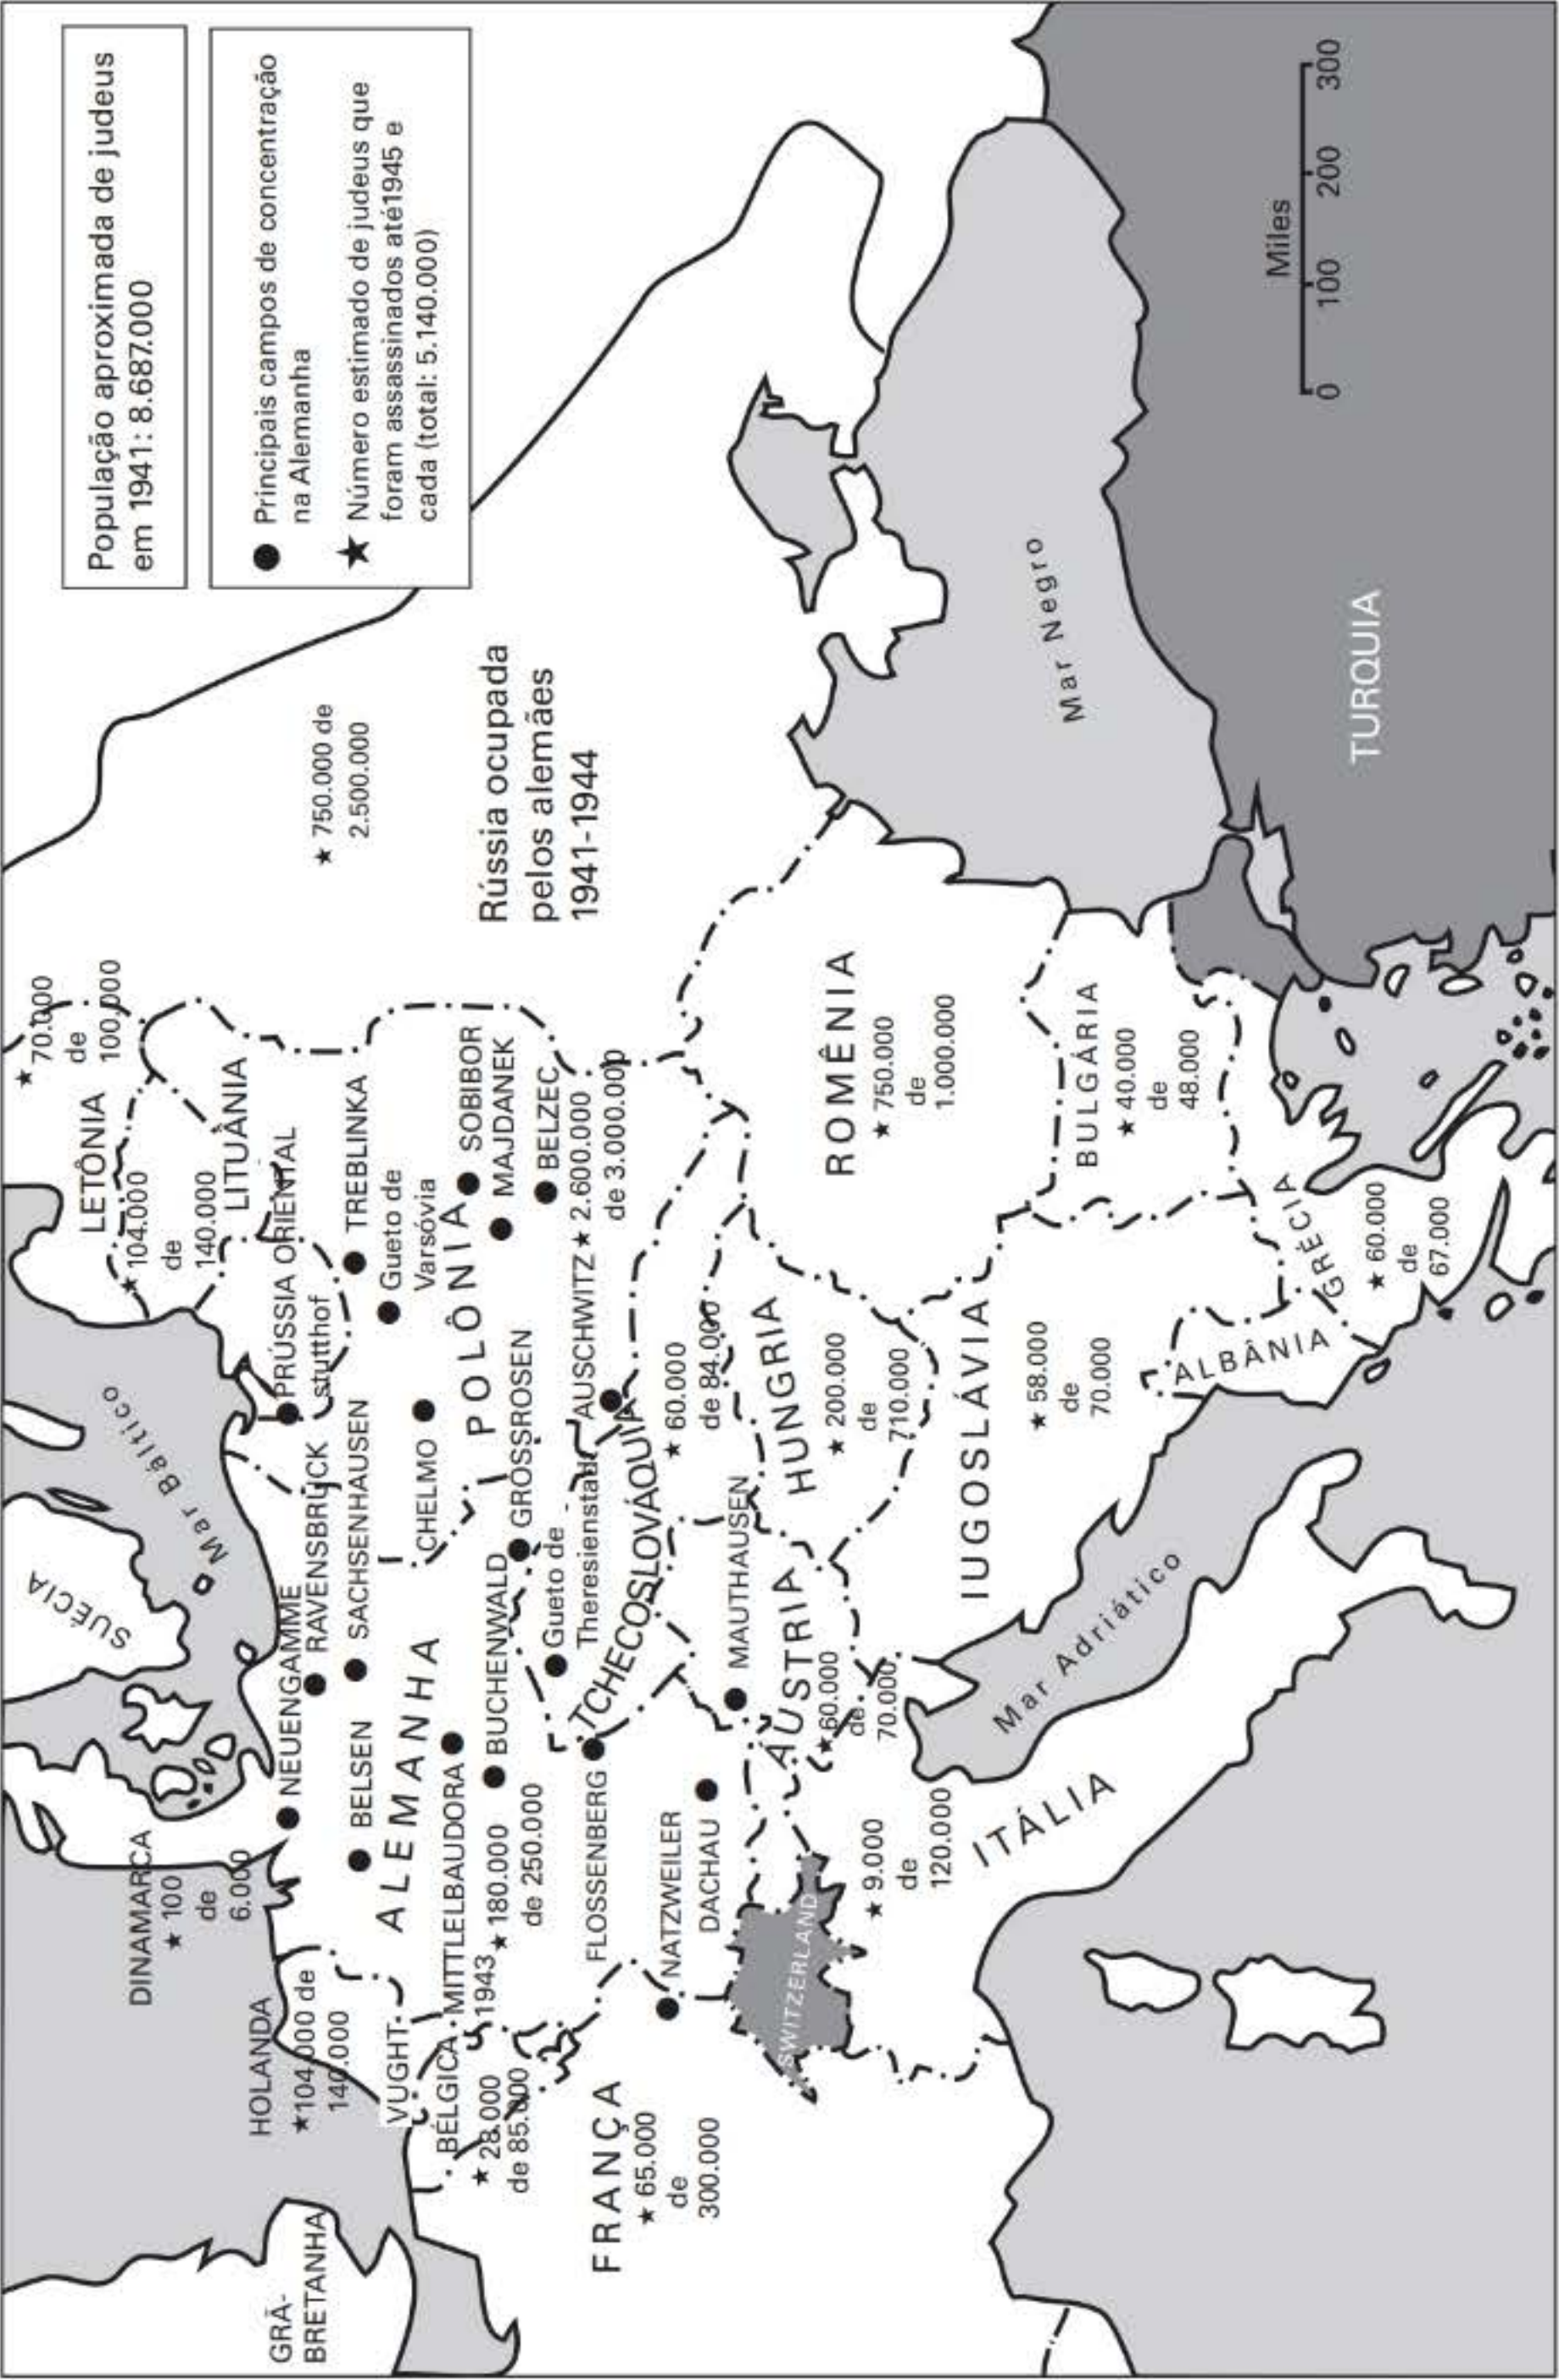 População aproximada de judeus
em 1941: 8.687.000
Principais campos de concentração
na Alemanha
Número estimado de judeus que
foram assassinados até1945 e
cada (total: 5.140.000)
SUÉCIA
Mar Báltico
LETÔNIA
70.000
de
100.000
104.000
de
140.000
LITUÂNIA
PRÚSSIA ORIENTAL
stutthof
750.000 de
2.500.000
Rússia ocupada
pelos alemães
1941-1944
DINAMARCA
100
de
6.000
GRÃ-
BRETANHA
HOLANDA
104.000 de
140.000
VUGHT
BÉLGICA
28.000
de 85.000
NEUENGAMME
RAVENSBRÜCK
SACHSENHAUSEN
BELSEN
ALEMANHA
MITTELBAUDORA
1943
180.000
de 250.000
BUCHENWALD
CHELMO
TREBLINKA
Gueto de
Varsóvia
POLÔNIA
SOBIBOR
MAJDANEK
BELZEC
GROSSROSEN
Gueto de
Theresienstadt
AUSCHWITZ
2.600.000
de 3.000.000
FLOSSENBERG
TCHECOSLOVÁQUIA
60.000
de 84.000
NATZWEILER
DACHAU
MAUTHAUSEN
FRANÇA
65.000
de
300.000
SWITZERLAND
ÁUSTRIA
60.000
de
70.000
HUNGRIA
200.000
de
710.000
ROMÊNIA
750.000
de
1.000.000
Mar Negro
ITÁLIA
9.000
de
120.000
Mar Adriático
IUGOSLÁVIA
58.000
de
70.000
BULGÁRIA
40.000
de
48.000
ALBÂNIA
GRÉCIA
60.000
de
67.000
TURQUIA
Miles
0 100 200 300